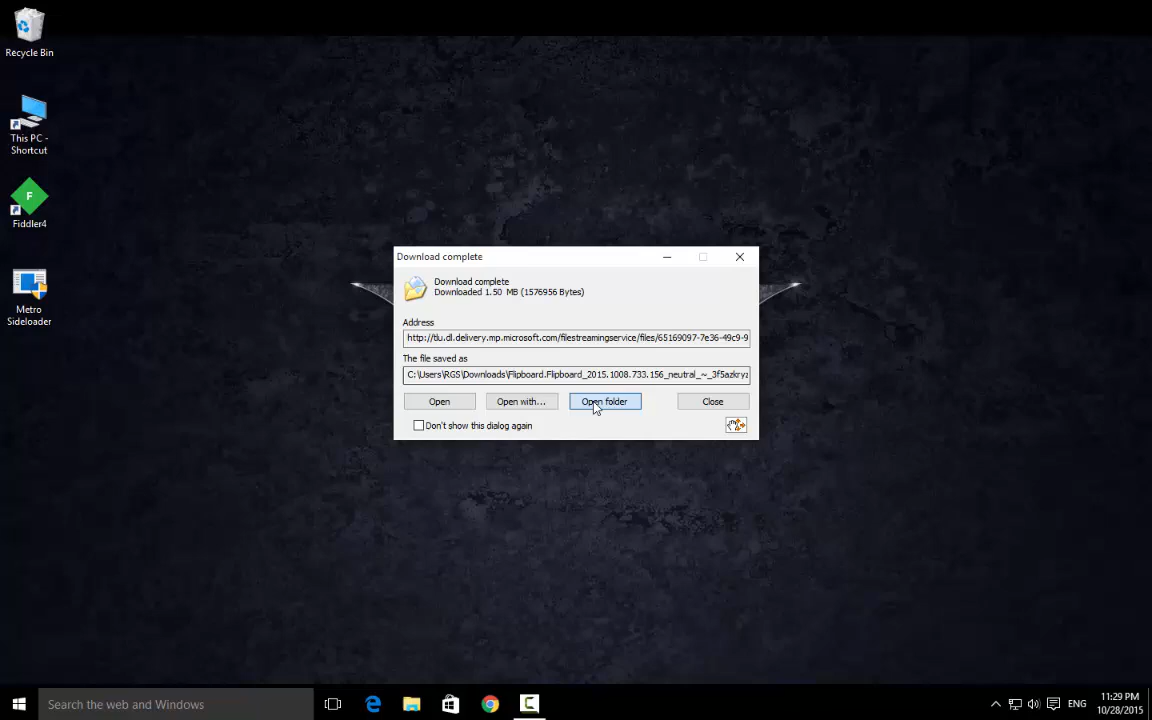 Recycle Bin
This PC -
Shortcut
F
Fiddler4
Metro
Sideloader
Download complete
Download complete
Downloaded 1.50 MB (1576956 Bytes)
Address
http://tlu.dl.delivery.mp.microsoft.com/filestreamingservice/files/65169097-7e36-49c9-9
The file saved as
C:\Users\RGS\Downloads\Flipboard.Flipboard_2015.1008.733.156_neutral_~_3f5azkryz
Open
Open with...
Open folder
Close
Don't show this dialog again
Search the web and Windows
ENG
11:29 PM
10/28/2015